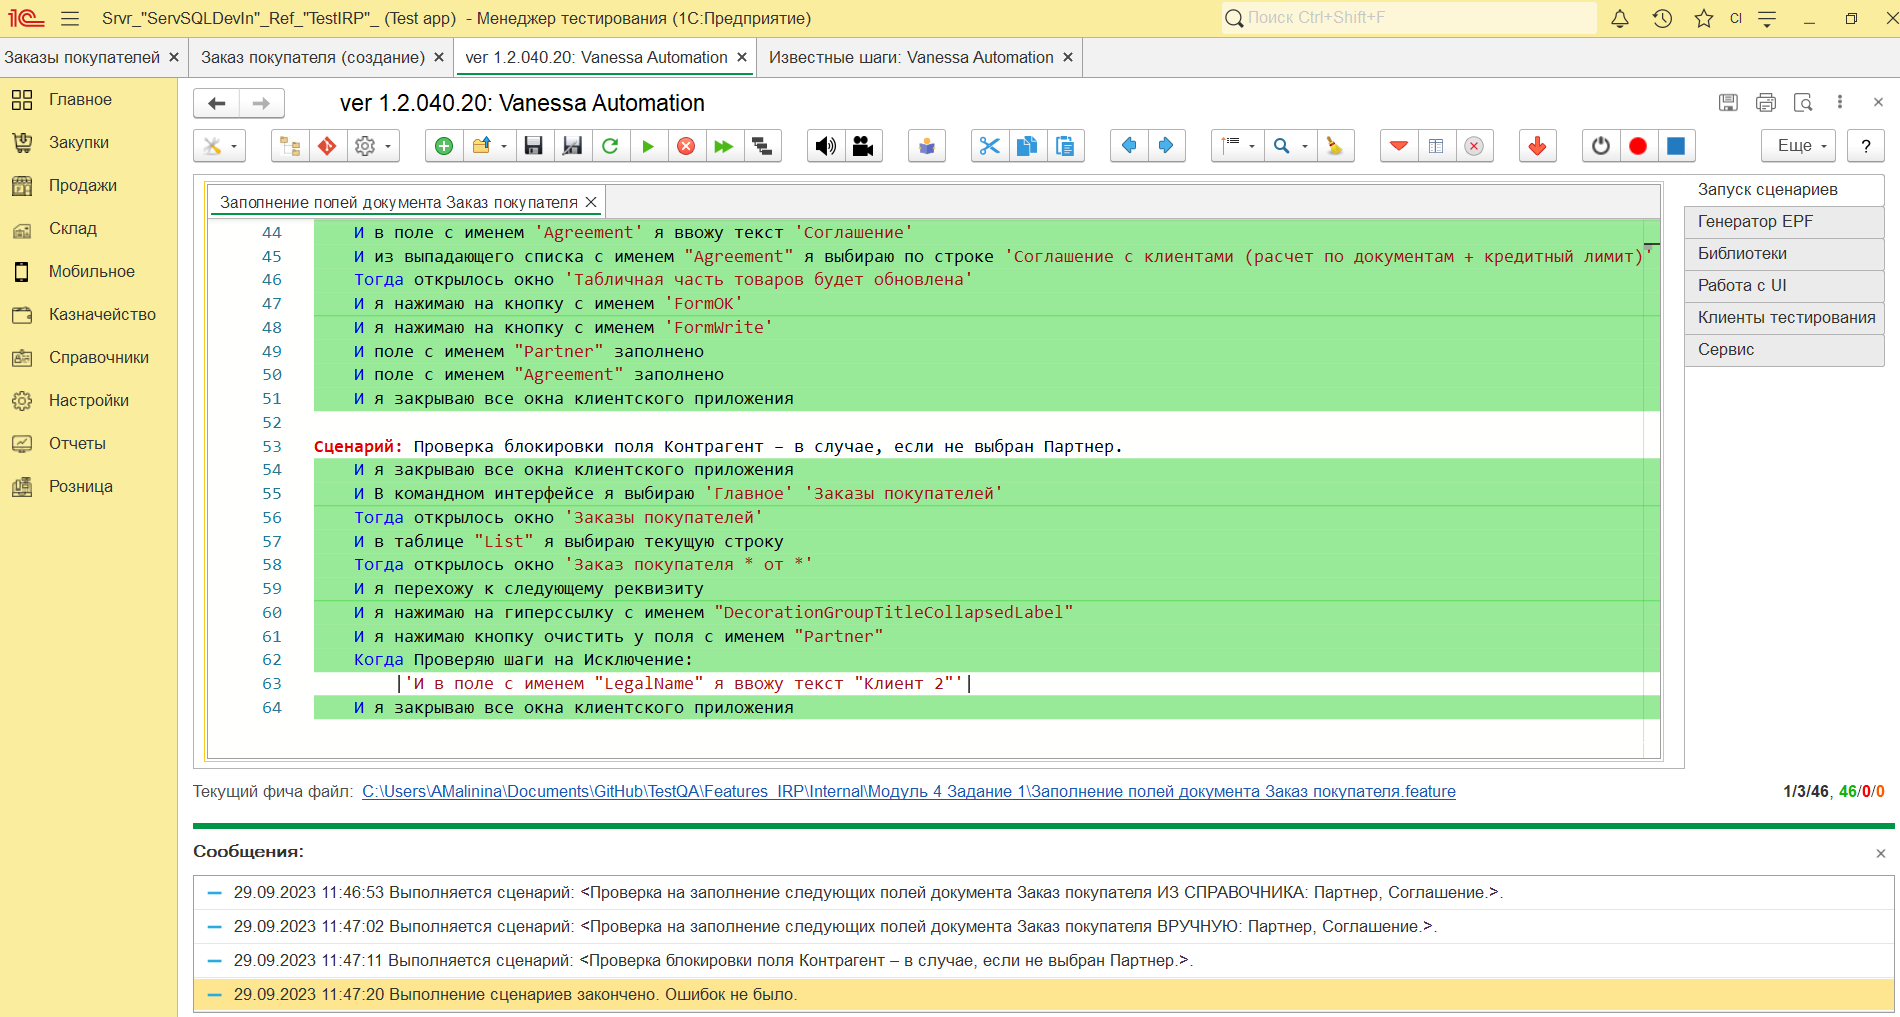 Srvr_"ServSQLDevIn"_Ref_"TestIRP"_ (Test app) - Менеджер тестирования (1С:Предприятие)
Поиск Ctrl+Shift+F
CI
Заказы покупателей
Заказ покупателя (создание)
ver 1.2.040.20: Vanessa Automation
Известные шаги: Vanessa Automation
Главное
Закупки
Продажи
Склад
Мобильное
Казначейство
Справочники
Настройки
Отчеты
Розница
ver 1.2.040.20: Vanessa Automation
Еще
?
Заполнение полей документа Заказ покупателя
44 И в поле с именем 'Agreement' я ввожу текст 'Соглашение'
45 И из выпадающего списка с именем "Agreement" я выбираю по строке 'Соглашение с клиентами (расчет по документам + кредитный лимит)'
46 Тогда открылось окно 'Табличная часть товаров будет обновлена'
47 И я нажимаю на кнопку с именем 'FormOK'
48 И я нажимаю на кнопку с именем 'FormWrite'
49 И поле с именем "Partner" заполнено
50 И поле с именем "Agreement" заполнено
51 И я закрываю все окна клиентского приложения
52
53 Сценарий: Проверка блокировки поля Контрагент – в случае, если не выбран Партнер.
54 И я закрываю все окна клиентского приложения
55 И В командном интерфейсе я выбираю 'Главное' 'Заказы покупателей'
56 Тогда открылось окно 'Заказы покупателей'
57 И в таблице "List" я выбираю текущую строку
58 Тогда открылось окно 'Заказ покупателя * от *'
59 И я перехожу к следующему реквизиту
60 И я нажимаю на гиперссылку с именем "DecorationGroupTitleCollapsedLabel"
61 И я нажимаю кнопку очистить у поля с именем "Partner"
62 Когда Проверяю шаги на Исключение:
63 |'И в поле с именем "LegalName" я ввожу текст "Клиент 2"'|
64 И я закрываю все окна клиентского приложения
Запуск сценариев
Генератор EPF
Библиотеки
Работа с UI
Клиенты тестирования
Сервис
Текущий фича файл: C:\Users\AMalinina\Documents\GitHub\TestQA\Features_IRP\Internal\Модуль 4 Задание 1\Заполнение полей документа Заказ покупателя.feature
1/3/46, 46/0/0
Сообщения:
29.09.2023 11:46:53 Выполняется сценарий: <Проверка на заполнение следующих полей документа Заказ покупателя ИЗ СПРАВОЧНИКА: Партнер, Соглашение.>.
29.09.2023 11:47:02 Выполняется сценарий: <Проверка на заполнение следующих полей документа Заказ покупателя ВРУЧНУЮ: Партнер, Соглашение.>.
29.09.2023 11:47:11 Выполняется сценарий: <Проверка блокировки поля Контрагент – в случае, если не выбран Партнер.>.
29.09.2023 11:47:20 Выполнение сценариев закончено. Ошибок не было.